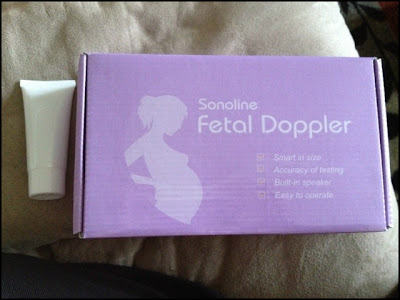 Sonoline
Fetal Doppler
Smart in size
Accuracy of testing
Built-in speaker
Easy to operate